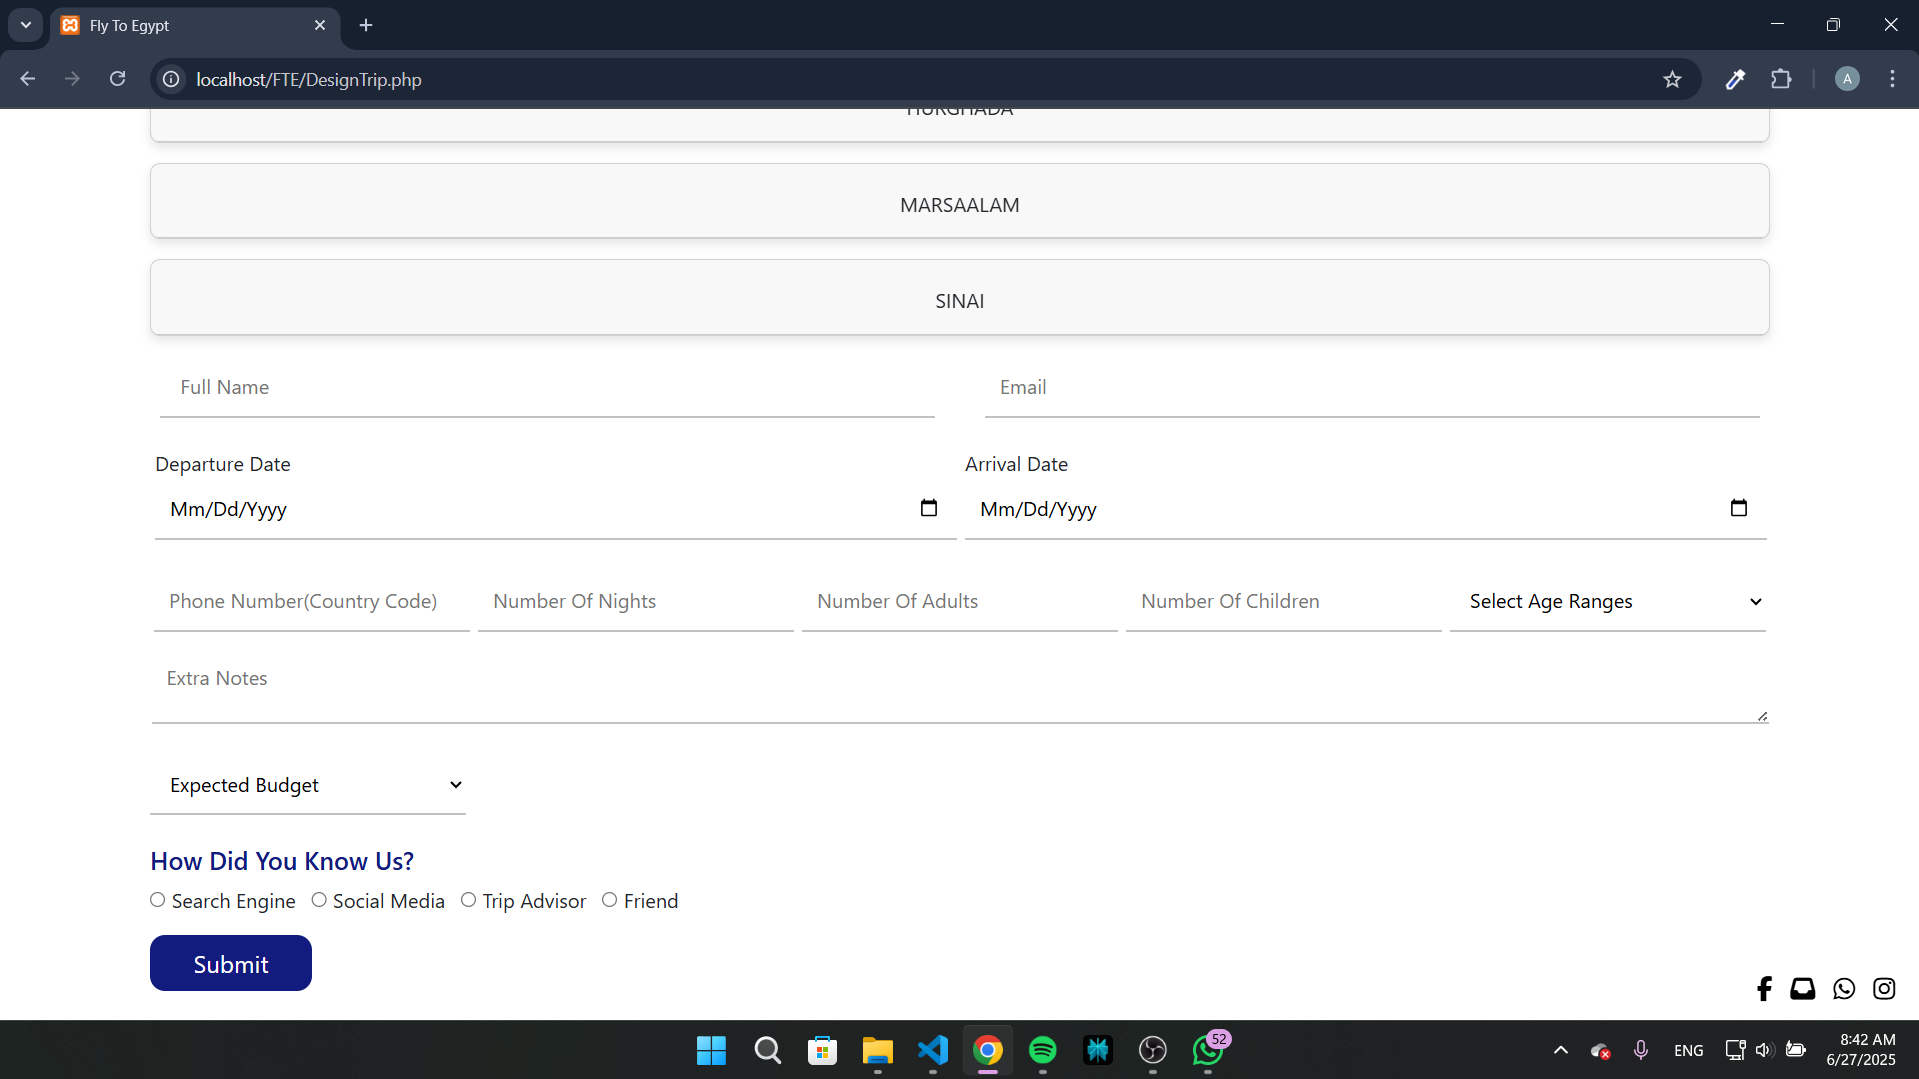 Fly To Egypt
localhost/FTE/DesignTrip.php
A
HURGHADA
MARSAALAM
SINAI
Full Name Email
Departure Date Arrival Date
Mm/Dd/Yyyy Mm/Dd/Yyyy
Phone Number(Country Code) Number Of Nights Number Of Adults Number Of Children Select Age Ranges
Extra Notes
Expected Budget
How Did You Know Us?
Search Engine Social Media Trip Advisor Friend
Submit
52
ENG
8:42 AM
6/27/2025